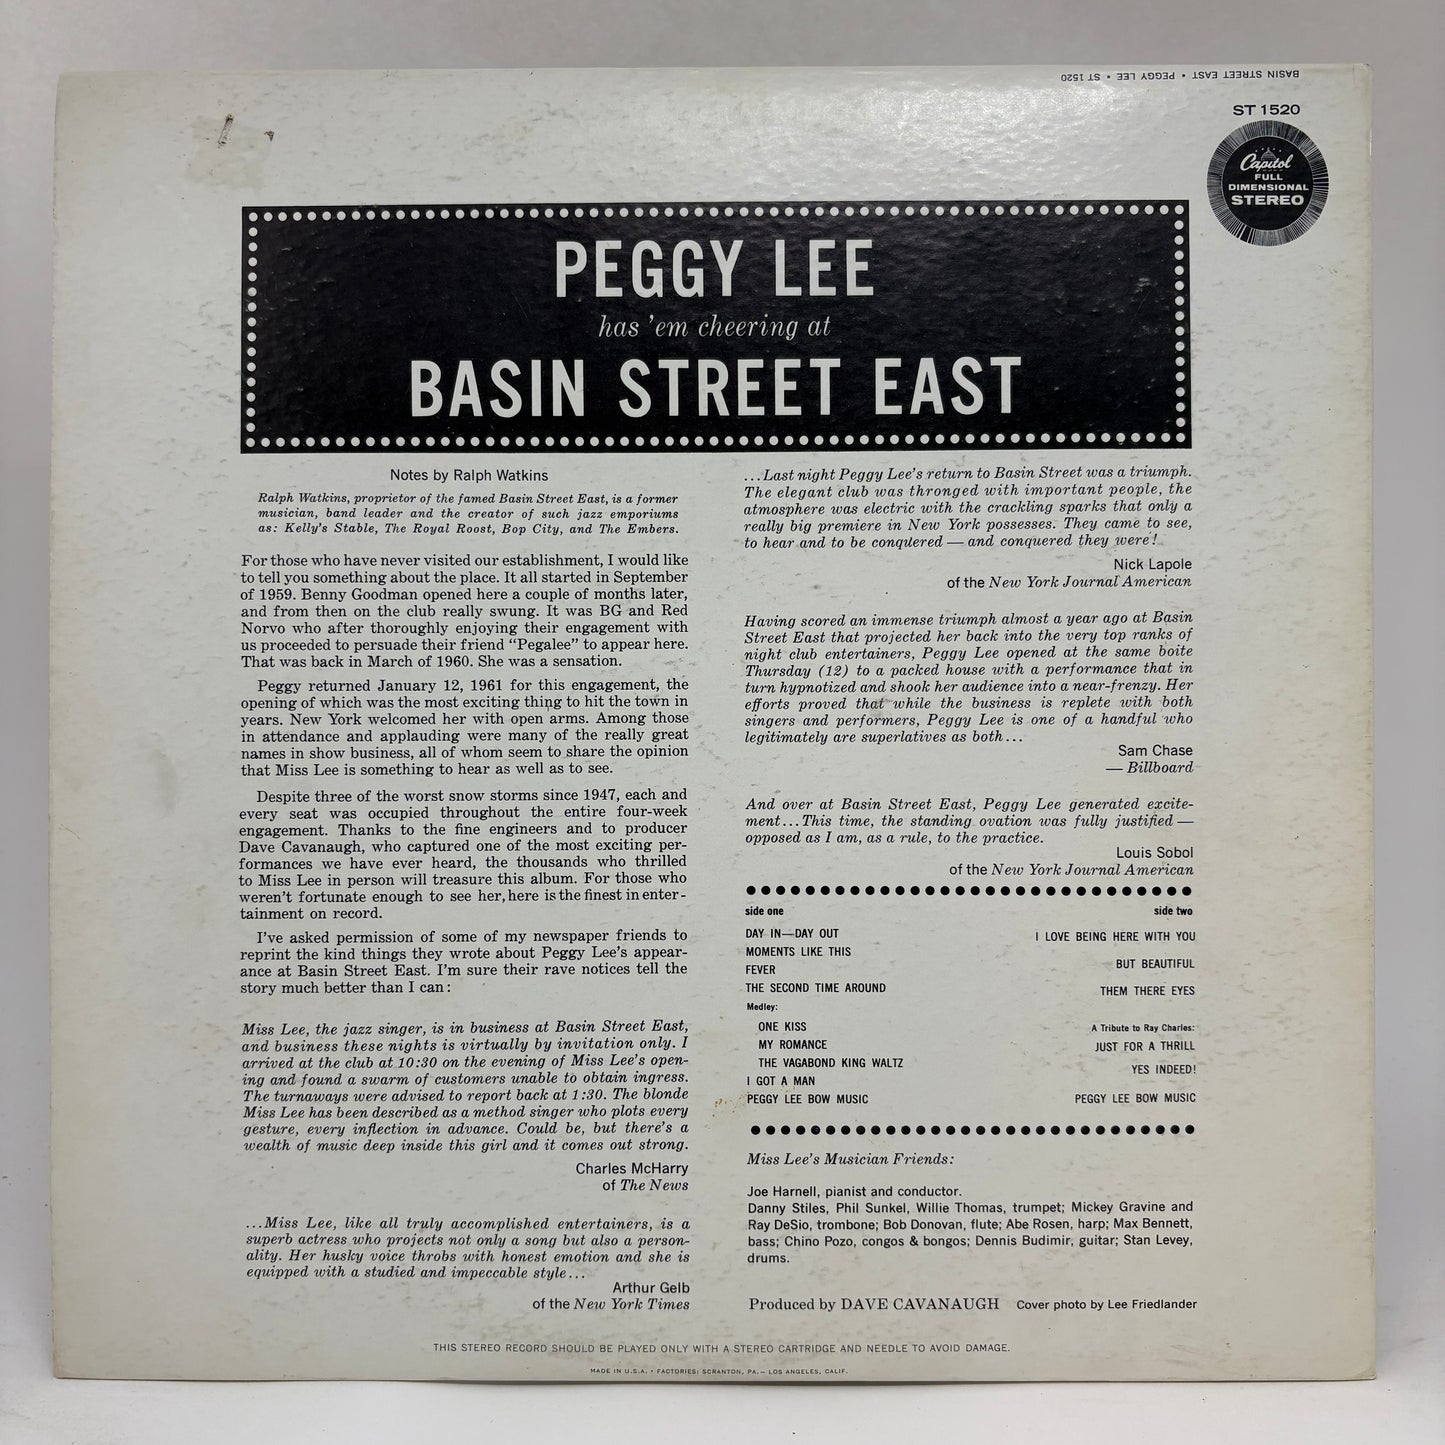 BASIN STREET EAST • PEGGY LEE • ST 1520
ST 1520
Capitol
FULL
DIMENSIONAL
STEREO
PEGGY LEE
has 'em cheering at
BASIN STREET EAST
Notes by Ralph Watkins
Ralph Watkins, proprietor of the famed Basin Street East, is a former
musician, band leader and the creator of such jazz emporiums
as: Kelly's Stable, The Royal Roost, Bop City, and The Embers.
For those who have never visited our establishment, I would like
to tell you something about the place. It all started in September
of 1959. Benny Goodman opened here a couple of months later,
and from then on the club really swung. It was BG and Red
Norvo who after thoroughly enjoying their engagement with
us proceeded to persuade their friend “Pegalee” to appear here.
That was back in March of 1960. She was a sensation.
Peggy returned January 12, 1961 for this engagement, the
opening of which was the most exciting thing to hit the town in
years. New York welcomed her with open arms. Among those
in attendance and applauding were many of the really great
names in show business, all of whom seem to share the opinion
that Miss Lee is something to hear as well as to see.
Despite three of the worst snow storms since 1947, each and
every seat was occupied throughout the entire four-week
engagement. Thanks to the fine engineers and to producer
Dave Cavanaugh, who captured one of the most exciting per-
formances we have ever heard, the thousands who thrilled
to Miss Lee in person will treasure this album. For those who
weren't fortunate enough to see her, here is the finest in enter-
tainment on record.
I've asked permission of some of my newspaper friends to
reprint the kind things they wrote about Peggy Lee's appear-
ance at Basin Street East. I'm sure their rave notices tell the
story much better than I can:
Miss Lee, the jazz singer, is in business at Basin Street East,
and business these nights is virtually by invitation only. I
arrived at the club at 10:30 on the evening of Miss Lee's open-
ing and found a swarm of customers unable to obtain ingress.
The turnaways were advised to report back at 1:30. The blonde
Miss Lee has been described as a method singer who plots every
gesture, every inflection in advance. Could be, but there's a
wealth of music deep inside this girl and it comes out strong.
Charles McHarry
of The News
...Miss Lee, like all truly accomplished entertainers, is a
superb actress who projects not only a song but also a person-
ality. Her husky voice throbs with honest emotion and she is
equipped with a studied and impeccable style...
Arthur Gelb
of the New York Times
...Last night Peggy Lee's return to Basin Street was a triumph.
The elegant club was thronged with important people, the
atmosphere was electric with the crackling sparks that only a
really big premiere in New York possesses. They came to see,
to hear and to be conquered — and conquered they were!
Nick Lapole
of the New York Journal American
Having scored an immense triumph almost a year ago at Basin
Street East that projected her back into the very top ranks of
night club entertainers, Peggy Lee opened at the same boite
Thursday (12) to a packed house with a performance that in
turn hypnotized and shook her audience into a near-frenzy. Her
efforts proved that while the business is replete with both
singers and performers, Peggy Lee is one of a handful who
legitimately are superlatives as both...
Sam Chase
— Billboard
And over at Basin Street East, Peggy Lee generated excite-
ment...This time, the standing ovation was fully justified —
opposed as I am, as a rule, to the practice.
Louis Sobol
of the New York Journal American
side one
DAY IN—DAY OUT
MOMENTS LIKE THIS
FEVER
THE SECOND TIME AROUND
Medley:
ONE KISS
MY ROMANCE
THE VAGABOND KING WALTZ
I GOT A MAN
PEGGY LEE BOW MUSIC
side two
I LOVE BEING HERE WITH YOU
BUT BEAUTIFUL
THEM THERE EYES
A Tribute to Ray Charles:
JUST FOR A THRILL
YES INDEED!
PEGGY LEE BOW MUSIC
Miss Lee's Musician Friends:
Joe Harnell, pianist and conductor.
Danny Stiles, Phil Sunkel, Willie Thomas, trumpet; Mickey Gravine and
Ray DeSio, trombone; Bob Donovan, flute; Abe Rosen, harp; Max Bennett,
bass; Chino Pozo, congos & bongos; Dennis Budimir, guitar; Stan Levey,
drums.
Produced by DAVE CAVANAUGH Cover photo by Lee Friedlander
THIS STEREO RECORD SHOULD BE PLAYED ONLY WITH A STEREO CARTRIDGE AND NEEDLE TO AVOID DAMAGE.
MADE IN U.S.A. • FACTORIES: SCRANTON, PA. — LOS ANGELES, CALIF.